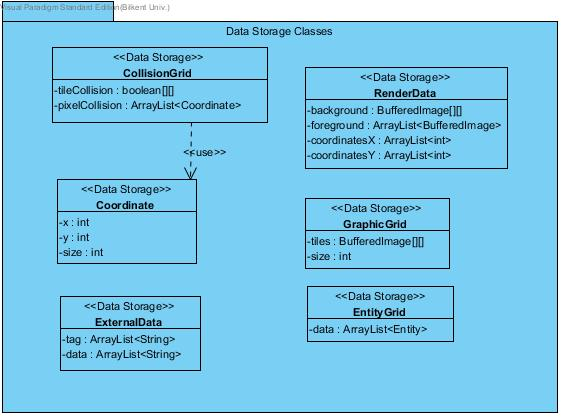 Visual Paradigm Standard Edition(Bilkent Univ.)
Data Storage Classes
<<Data Storage>>
CollisionGrid
-tileCollision : boolean[][]
-pixelCollision : ArrayList<Coordinate>
<<use>>
<<Data Storage>>
Coordinate
-x : int
-y : int
-size : int
<<Data Storage>>
ExternalData
-tag : ArrayList<String>
-data : ArrayList<String>
<<Data Storage>>
RenderData
-background : BufferedImage[][]
-foreground : ArrayList<BufferedImage>
-coordinatesX : ArrayList<int>
-coordinatesY : ArrayList<int>
<<Data Storage>>
GraphicGrid
-tiles : BufferedImage[][]
-size : int
<<Data Storage>>
EntityGrid
-data : ArrayList<Entity>